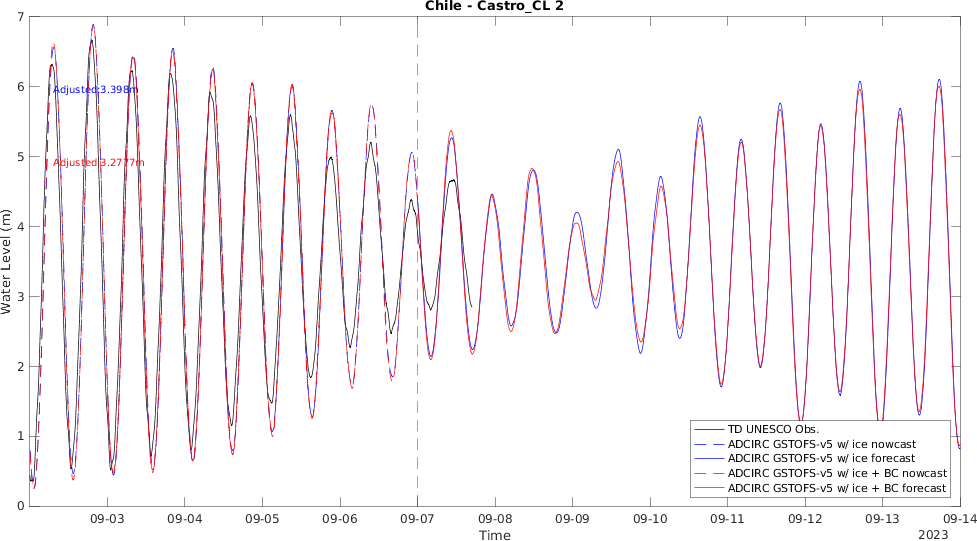 Chile - Castro_CL 2
7
6
5
4
3
2
1
0
Water Level (m)
Adjusted:3.398m
Adjusted:3.2777m
TD UNESCO Obs.
ADCIRC GSTOFS-v5 w/ ice nowcast
ADCIRC GSTOFS-v5 w/ ice forecast
ADCIRC GSTOFS-v5 w/ ice + BC nowcast
ADCIRC GSTOFS-v5 w/ ice + BC forecast
09-03 09-04 09-05 09-06 09-07 09-08 09-09 09-10 09-11 09-12 09-13 09-14
Time
2023